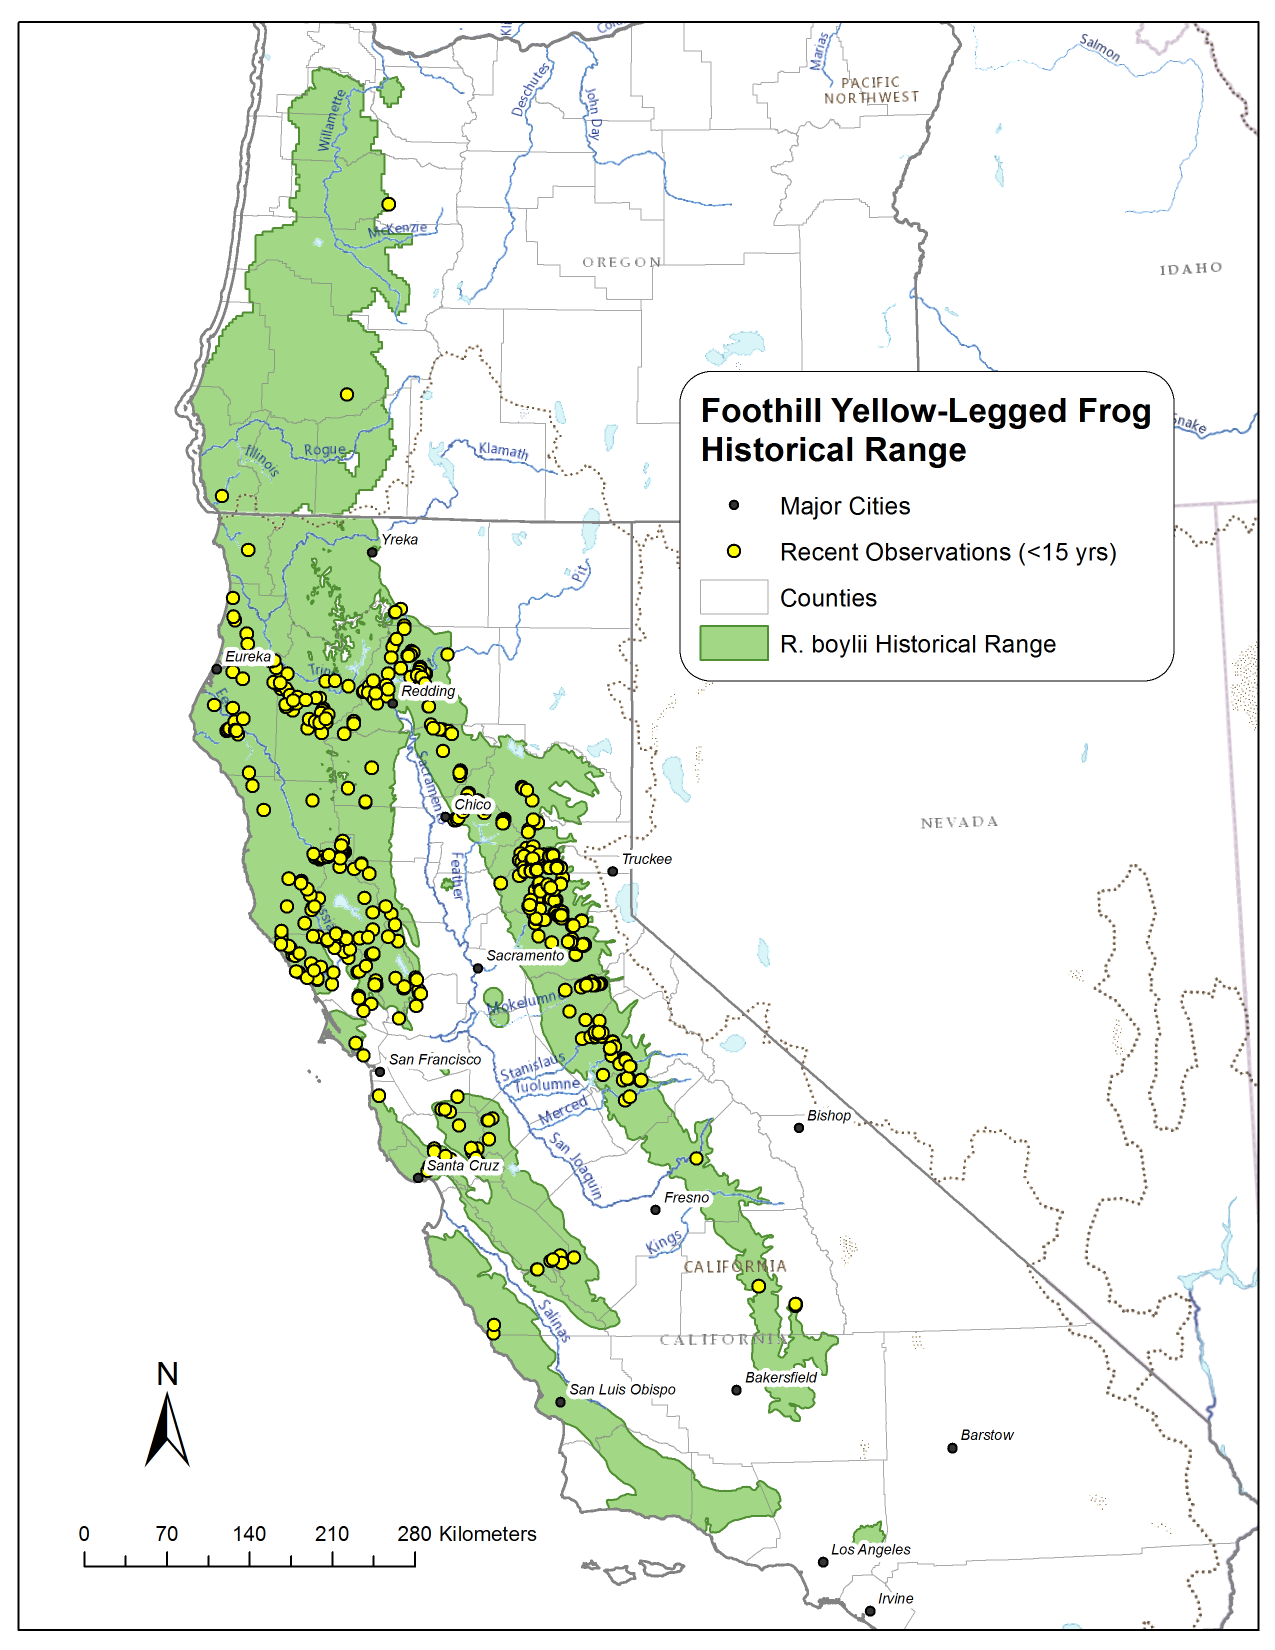 Salmon
Marias
PACIFIC
NORTHWEST
Deschutes
John Day
Willamette
McKenzie
OREGON
IDAHO
Foothill Yellow-Legged Frog
Historical Range
Major Cities
Recent Observations (<15 yrs)
Counties
R. boylii Historical Range
Snake
Rogue
Illinois
Klamath
Yreka
Pit
Eureka
Redding
Sacramento
Chico
NEVADA
Truckee
Feather
Sacramento
Mokelumne
San Francisco
Stanislaus
Tuolumne
Merced
Bishop
San Joaquin
Santa Cruz
Fresno
Kings
CALIFORNIA
Salinas
CALIFORNIA
N
San Luis Obispo
Bakersfield
Barstow
0 70 140 210 280 Kilometers
Los Angeles
Irvine